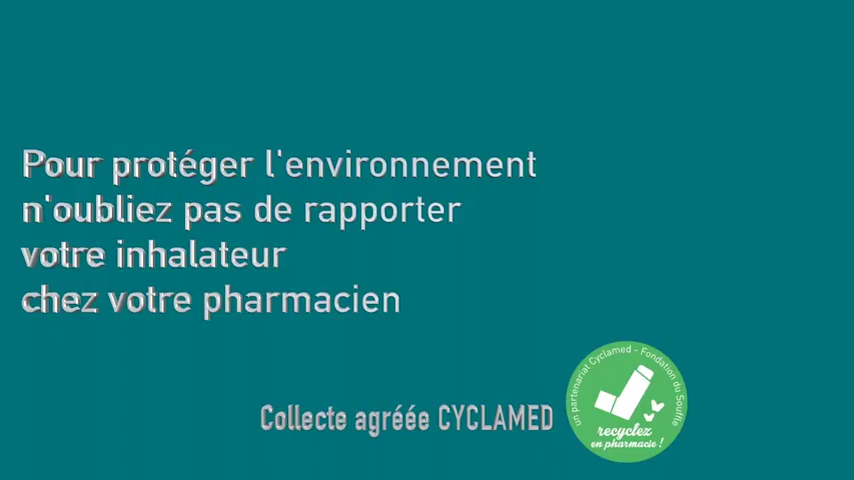 Pour protéger l'environnement
n'oubliez pas de rapporter
votre inhalateur
chez votre pharmacien
Collecte agréée CYCLAMED
un partenariat Cyclamed - Fondation du Souffle
recyclez
en pharmacie !